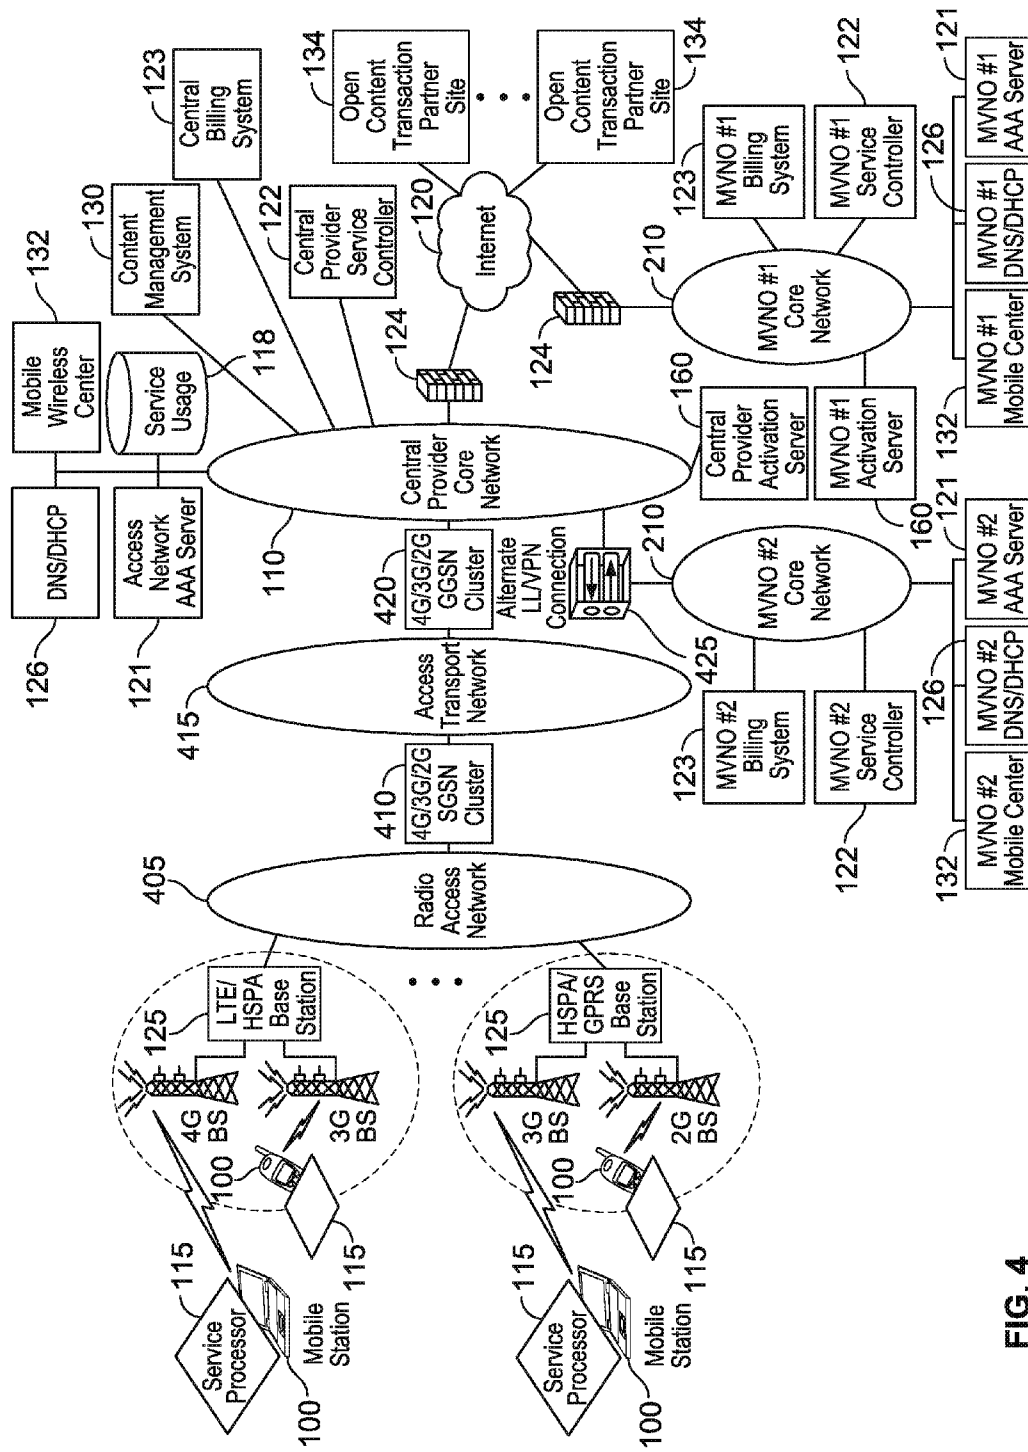 132
Mobile
Wireless
Center
DNS/DHCP
126
Service
Usage
118
Access
Network
AAA Server
121
130
Content
Management
System
123
Central
Billing
System
122
Central
Provider
Service
Controller
134
Open
Content
Transaction
Partner
Site
Open
Content
Transaction
Partner
Site
134
120
Internet
124
124
110
Central
Provider
Core
Network
420
4G/3G/2G
GGSN
Cluster
415
Access
Transport
Network
410
4G/3G/2G
SGSN
Cluster
405
Radio
Access
Network
Alternate
LL/VPN
Connection
425
160
Central
Provider
Activation
Server
125
LTE/
HSPA
Base
Station
4G
BS
3G
BS
100
115
115
Service
Processor
100
Mobile
Station
125
HSPA/
GPRS
Base
Station
3G
BS
2G
BS
100
115
115
Service
Processor
100
Mobile
Station
210
MVNO #1
Core
Network
123
MVNO #1
Billing
System
MVNO #1
Service
Controller
122
MVNO #1
Activation
Server
160
132
MVNO #1
Mobile Center
126
MVNO #1
DNS/DHCP
121
MVNO #1
AAA Server
210
MVNO #2
Core
Network
123
MVNO #2
Billing
System
MVNO #2
Service
Controller
122
132
MVNO #2
Mobile Center
126
MVNO #2
DNS/DHCP
121
MVNO #2
AAA Server
FIG. 4